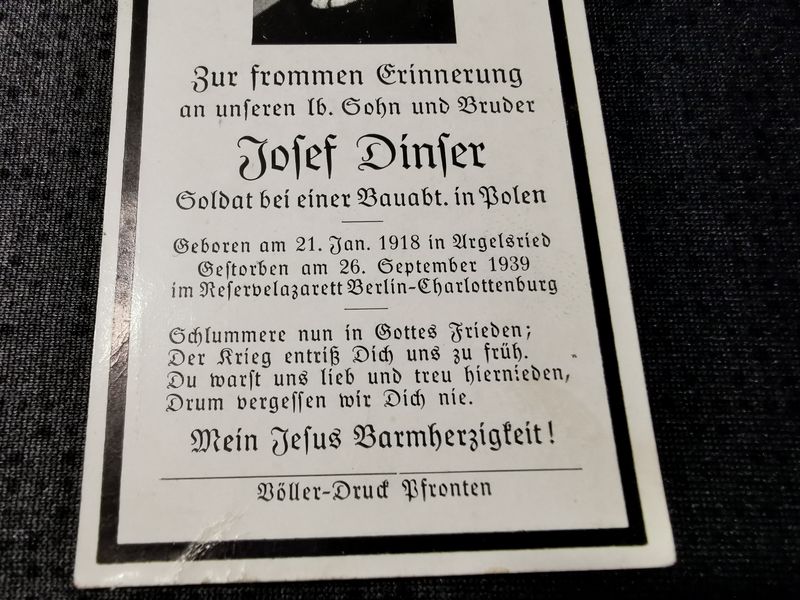 Zur frommen Erinnerung
an unseren lb. Sohn und Bruder
Josef Dinser
Soldat bei einer Bauabt. in Polen
Geboren am 21. Jan. 1918 in Argelsried
Gestorben am 26. September 1939
im Reservelazarett Berlin-Charlottenburg
Schlummere nun in Gottes Frieden;
Der Krieg entriß Dich uns zu früh.
Du warst uns lieb und treu hiernieden,
Drum vergessen wir Dich nie.
Mein Jesus Barmherzigkeit!
Völler-Druck Pfronten